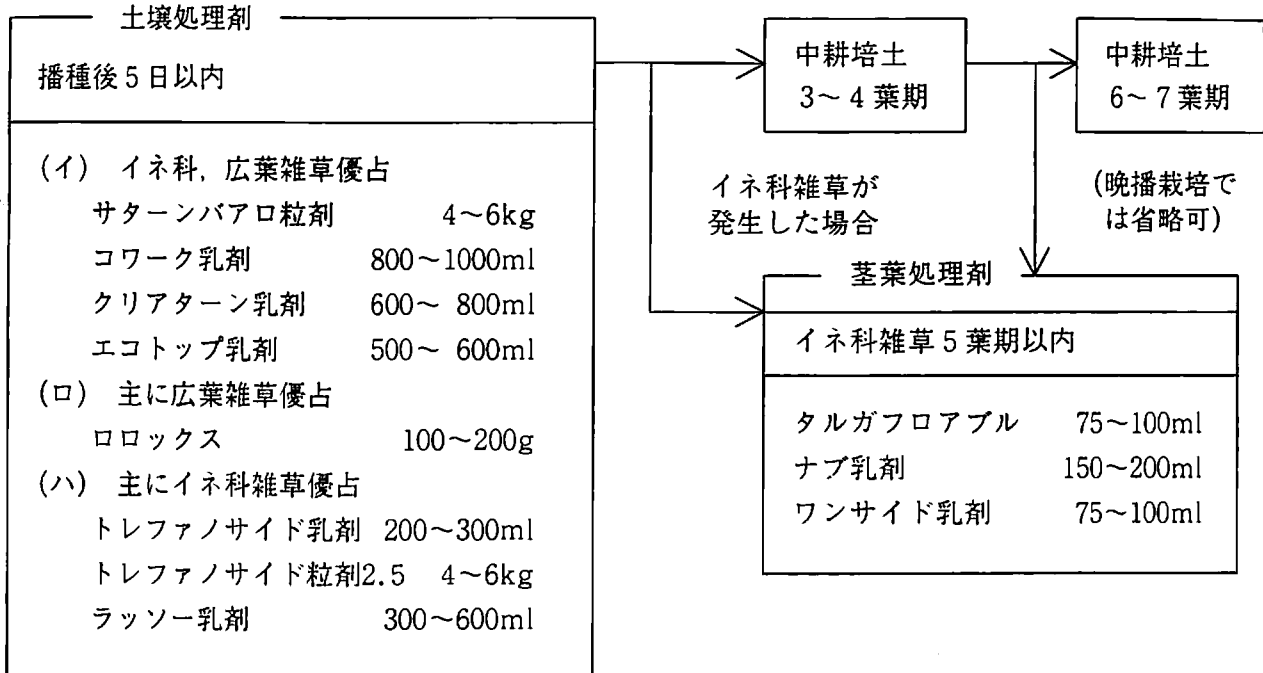 土壌処理剤
播種後5日以内
(イ) イネ科, 広葉雑草優占
サターンバアロ粒剤 4〜6kg
コワーク乳剤 800〜1000ml
クリアターン乳剤 600〜 800ml
エコトップ乳剤 500〜 600ml
(ロ) 主に広葉雑草優占
ロロックス 100〜200g
(ハ) 主にイネ科雑草優占
トレファノサイド乳剤 200〜300ml
トレファノサイド粒剤2.5 4〜6kg
ラッソー乳剤 300〜600ml
中耕培土
3〜4葉期
中耕培土
6〜7葉期
イネ科雑草が
発生した場合
(晩播栽培で
は省略可)
茎葉処理剤
イネ科雑草5葉期以内
タルガフロアブル 75〜100ml
ナブ乳剤 150〜200ml
ワンサイド乳剤 75〜100ml